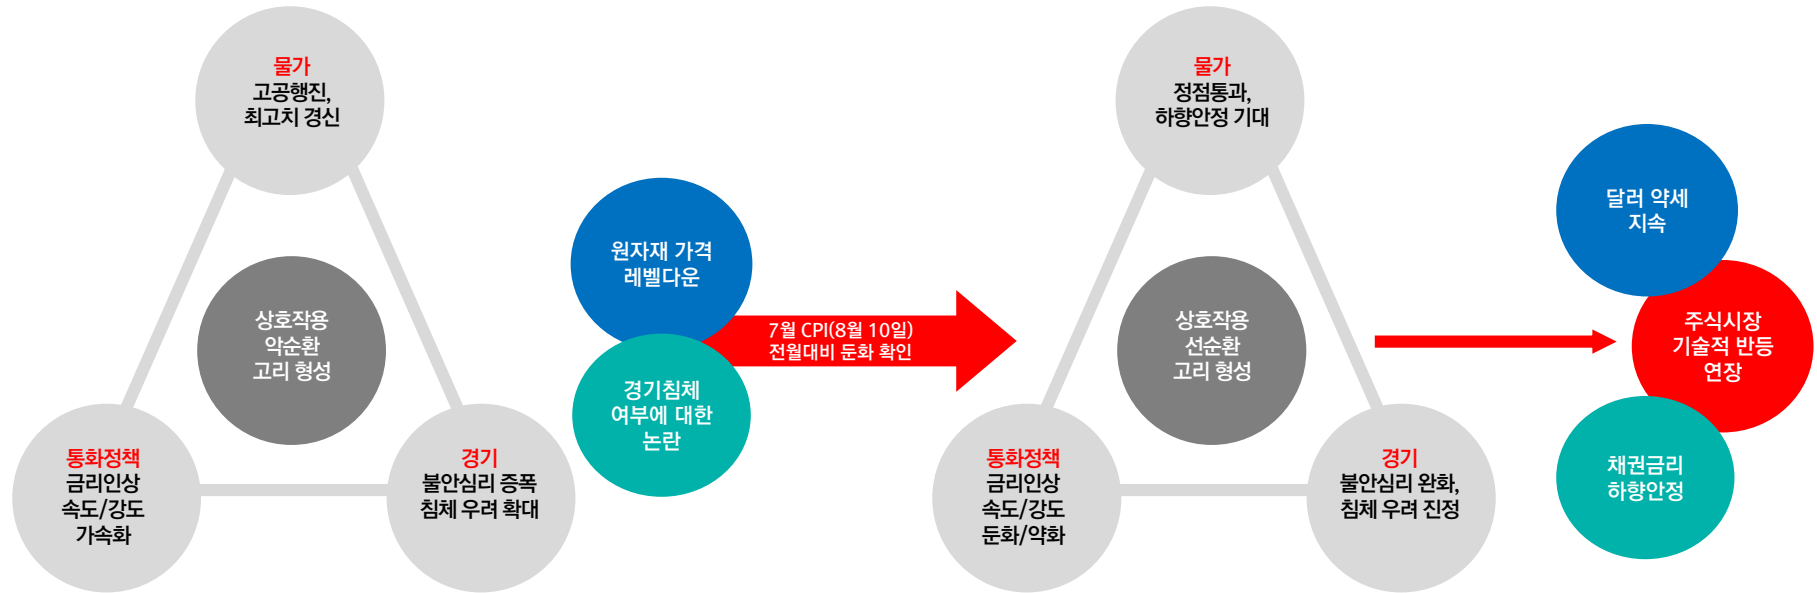 물가
고공행진,
최고치 경신
상호작용
악순환
고리 형성
통화정책
금리인상
속도/강도
가속화
경기
불안심리 증폭
침체 우려 확대
원자재 가격
레벨다운
경기침체
여부에 대한
논란
7월 CPI(8월 10일)
전월대비 둔화 확인
물가
정점통과,
하향안정 기대
상호작용
선순환
고리 형성
통화정책
금리인상
속도/강도
둔화/약화
경기
불안심리 완화,
침체 우려 진정
달러 약세
지속
주식시장
기술적 반등
연장
채권금리
하향안정